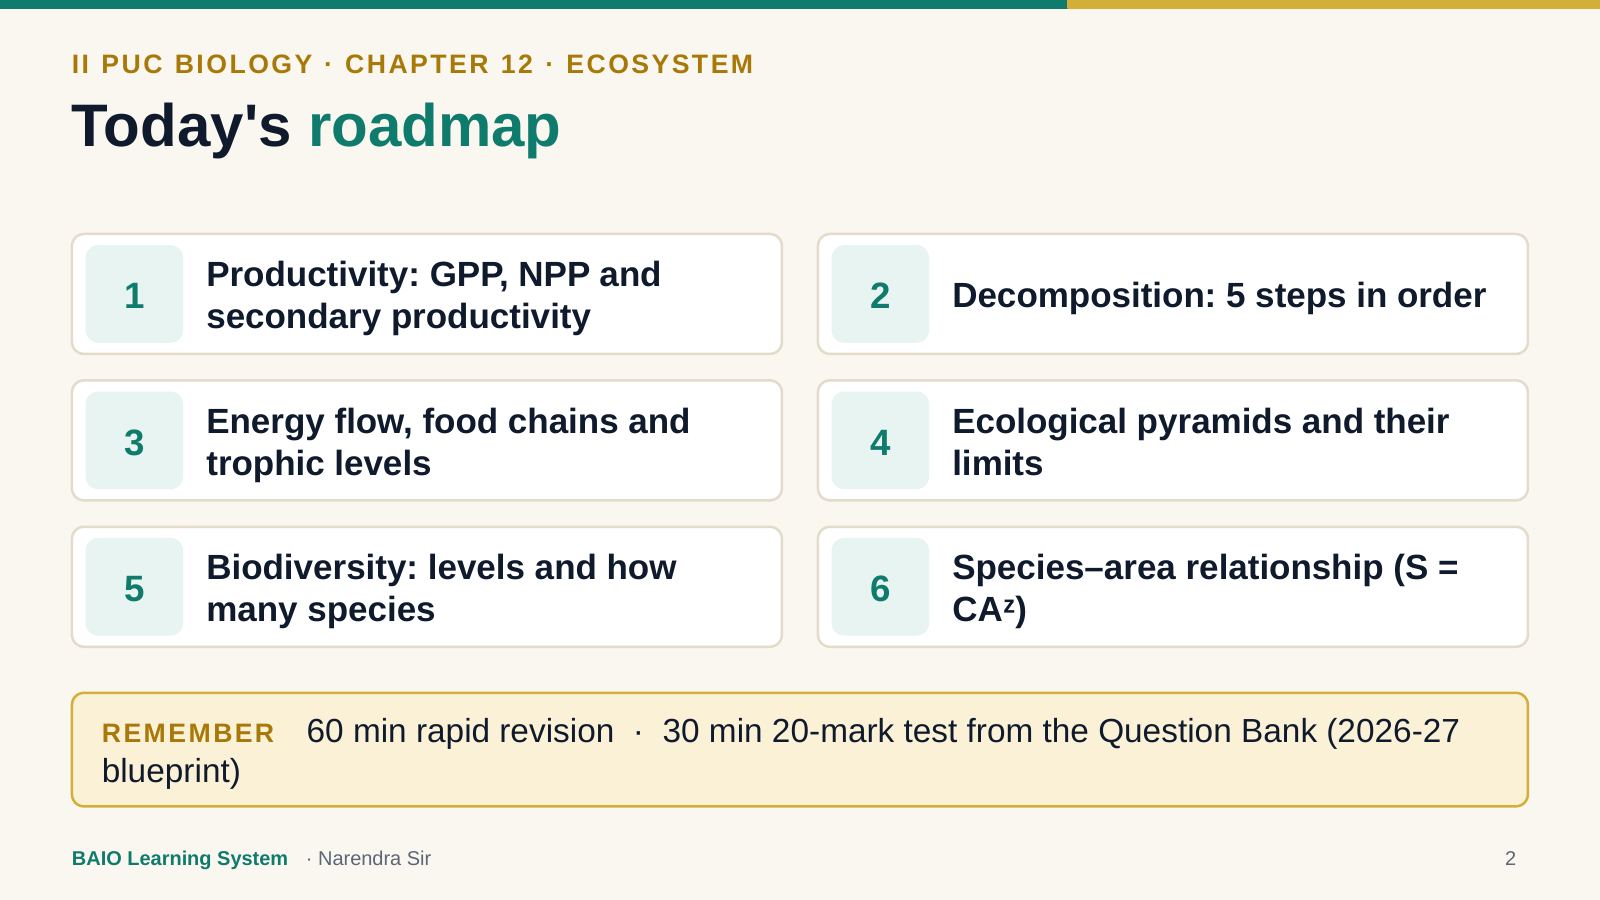 II PUC BIOLOGY · CHAPTER 12 · ECOSYSTEM
Today's roadmap
1
Productivity: GPP, NPP and
secondary productivity
2
Decomposition: 5 steps in order
3
Energy flow, food chains and
trophic levels
4
Ecological pyramids and their
limits
5
Biodiversity: levels and how
many species
6
Species–area relationship (S =
CAᶻ)
REMEMBER 60 min rapid revision · 30 min 20-mark test from the Question Bank (2026-27
blueprint)
BAIO Learning System · Narendra Sir
2